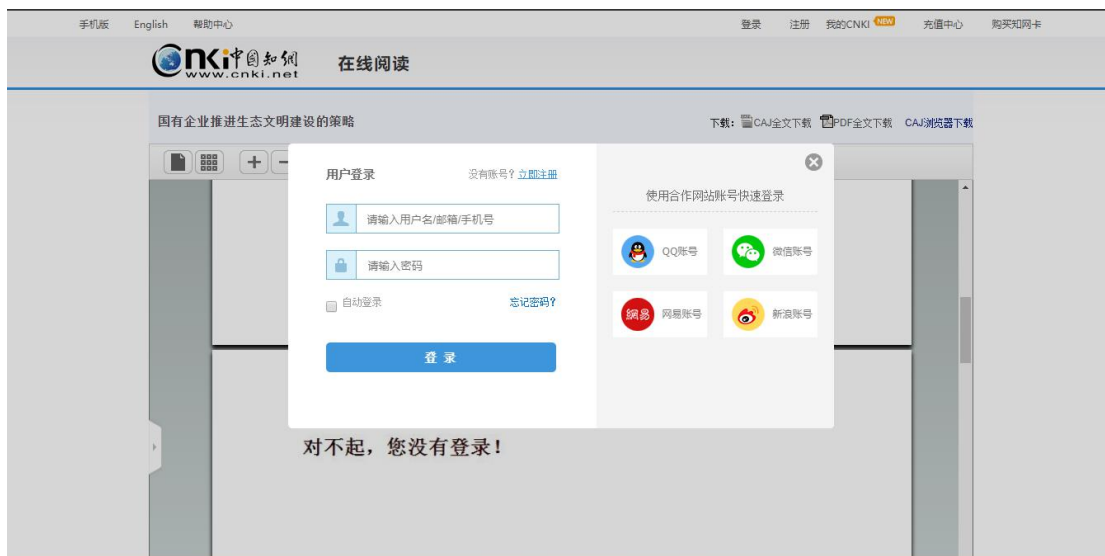 手机版 English 帮助中心 登录 注册 我的CNKI NEW 充值中心 购买知网卡
cnki中国知网 在线阅读
www.cnki.net
国有企业推进生态文明建设的策略 下载: CAJ全文下载 PDF全文下载 CAJ浏览器下载
用户登录 没有账号? 立即注册
使用合作网站账号快速登录
请输入用户名/邮箱/手机号
QQ账号 微信账号
请输入密码
自动登录 忘记密码?
網易 网易账号 新浪账号
登 录
对不起，您没有登录！